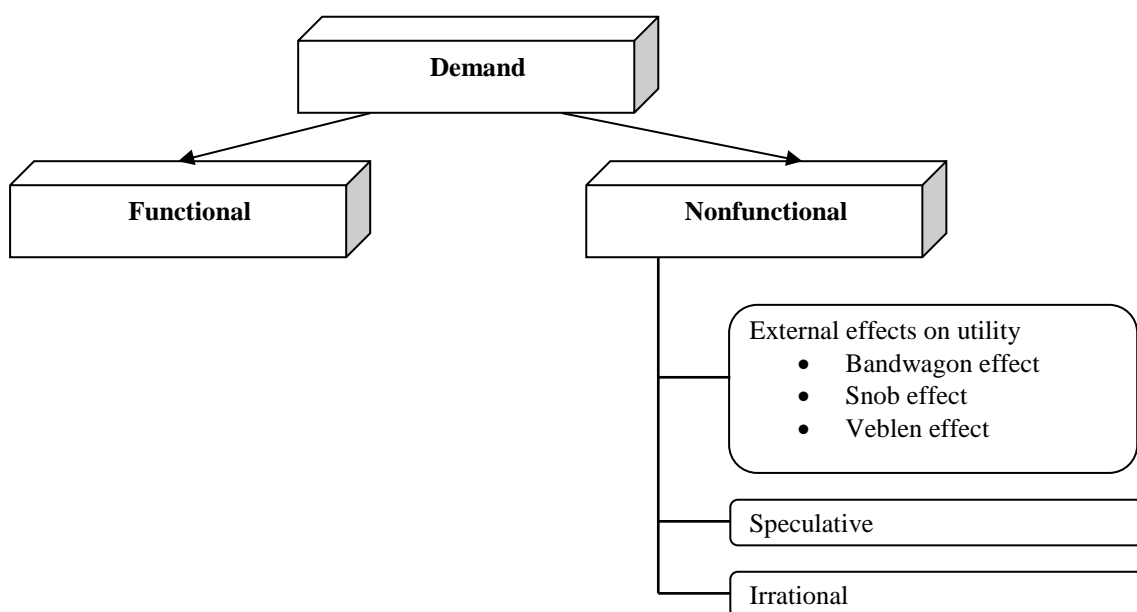 Demand
Functional
Nonfunctional
External effects on utility
• Bandwagon effect
• Snob effect
• Veblen effect
Speculative
Irrational